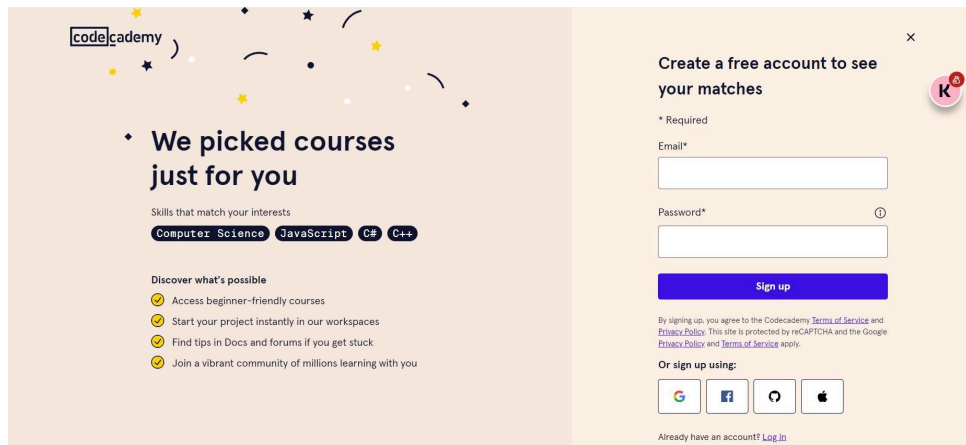 codecademy
We picked courses
just for you
Skills that match your interests
Computer Science JavaScript C# C++
Discover what's possible
Access beginner-friendly courses
Start your project instantly in our workspaces
Find tips in Docs and forums if you get stuck
Join a vibrant community of millions learning with you
Create a free account to see
your matches
K
* Required
Email*
Password*
Sign up
By signing up, you agree to the Codecademy Terms of Service and
Privacy Policy. This site is protected by reCAPTCHA and the Google
Privacy Policy and Terms of Service apply.
Or sign up using:
Already have an account? Log in